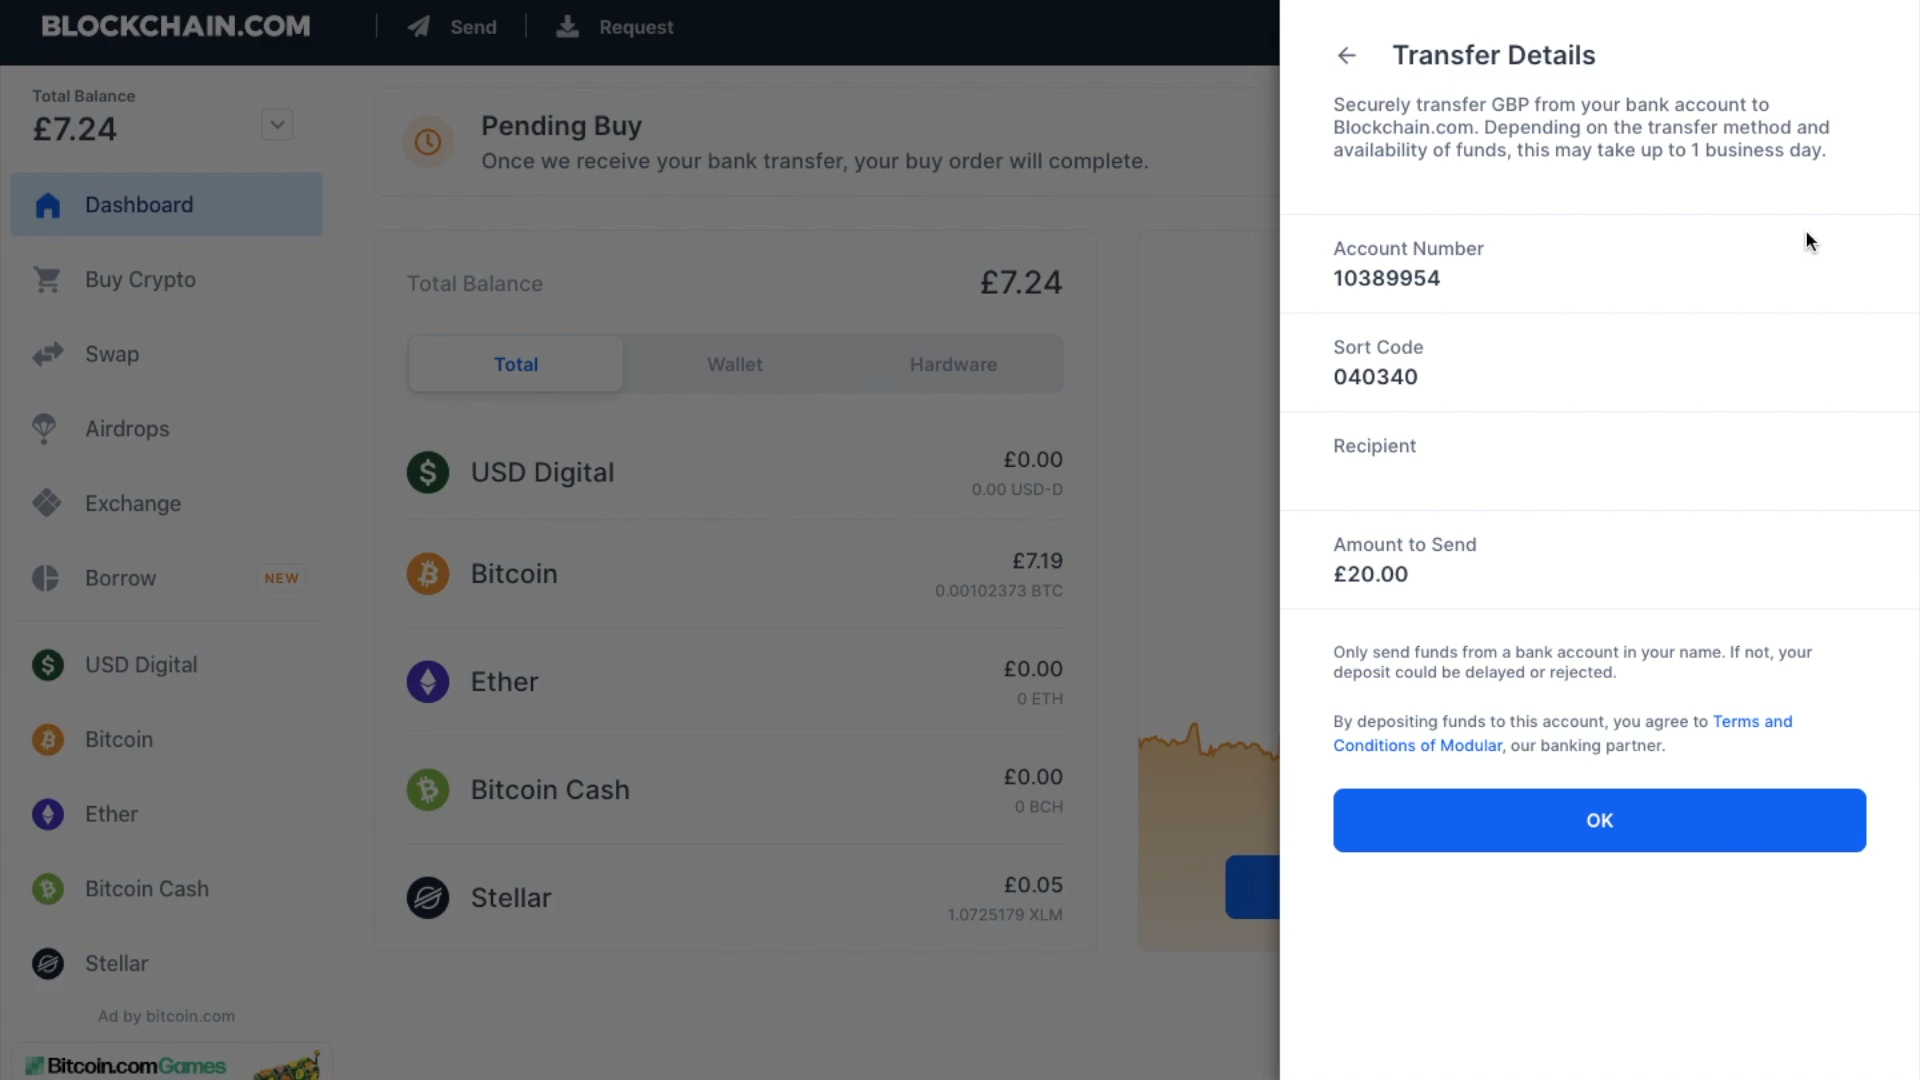 BLOCKCHAIN.COM
Send
Request
Total Balance
£7.24
Dashboard
Buy Crypto
Swap
Airdrops
Exchange
Borrow
NEW
USD Digital
Bitcoin
Ether
Bitcoin Cash
Stellar
Ad by bitcoin.com
Bitcoin.comGames
Pending Buy
Once we receive your bank transfer, your buy order will complete.
Total Balance
£7.24
Total
Wallet
Hardware
USD Digital
£0.00
0.00 USD-D
Bitcoin
£7.19
0.00102373 BTC
Ether
£0.00
0 ETH
Bitcoin Cash
£0.00
0 BCH
Stellar
£0.05
1.0725179 XLM
Transfer Details
Securely transfer GBP from your bank account to
Blockchain.com. Depending on the transfer method and
availability of funds, this may take up to 1 business day.
Account Number
10389954
Sort Code
040340
Recipient
Amount to Send
£20.00
Only send funds from a bank account in your name. If not, your
deposit could be delayed or rejected.
By depositing funds to this account, you agree to Terms and
Conditions of Modular, our banking partner.
OK